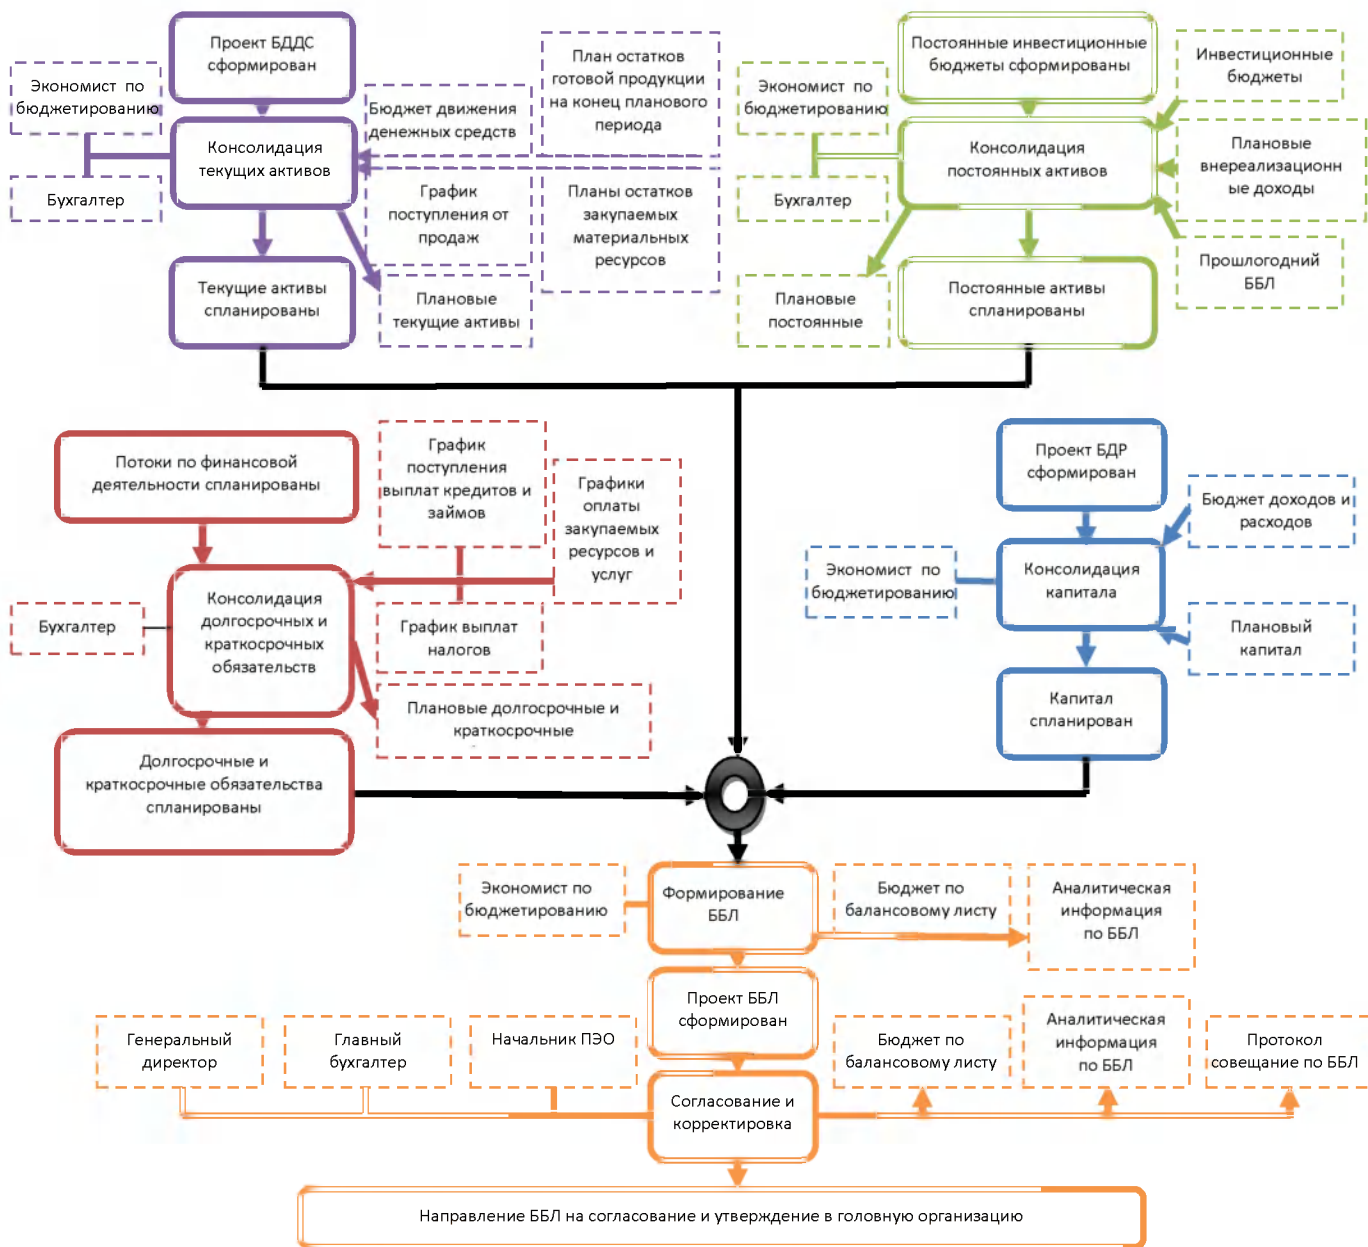 Проект БДДС
сформирован
Экономист по
бюджетированию
Бухгалтер
Консолидация
текущих активов
Бюджет движения
денежных средств
План остатков
готовой продукции
на конец планового
периода
График
поступления от
продаж
Планы остатков
закупаемых
материальных
ресурсов
Текущие активы
спланированы
Плановые
текущие активы
Постоянные инвестиционные
бюджеты сформированы
Экономист по
бюджетированию
Бухгалтер
Консолидация
постоянных активов
Инвестиционные
бюджеты
Плановые
внереализационн
ые доходы
Прошлогодний
ББЛ
Плановые
постоянные
Постоянные активы
спланированы
Потоки по финансовой
деятельности спланированы
График
поступления
выплат кредитов и
займов
Графики
оплаты
закупаемых
ресурсов и
услуг
Бухгалтер
Консолидация
долгосрочных и
краткосрочных
обязательств
График выплат
налогов
Плановые долгосрочные и
краткосрочные
Долгосрочные и
краткосрочные обязательства
спланированы
Проект БДР
сформирован
Бюджет доходов и
расходов
Экономист по
бюджетированию
Консолидация
капитала
Плановый
капитал
Капитал
спланирован
Экономист по
бюджетированию
Формирование
ББЛ
Бюджет по
балансовому листу
Аналитическая
информация
по ББЛ
Проект ББЛ
сформирован
Генеральный
директор
Главный
бухгалтер
Начальник ПЭО
Бюджет по
балансовому листу
Аналитическая
информация
по ББЛ
Протокол
совещание по ББЛ
Согласование и
корректировка
Направление ББЛ на согласование и утверждение в головную организацию